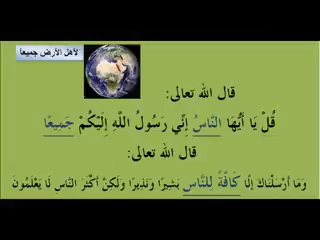 لأهل الأرض جميعاً
قال الله تعالى:
قُلْ يَا أَيُّهَا النَّاسُ إِنِّي رَسُولُ اللَّهِ إِلَيْكُمْ جَمِيعًا
قال الله تعالى:
وَمَا أَرْسَلْنَاكَ إِلَّا كَافَّةً لِلنَّاسِ بَشِيرًا وَنَذِيرًا وَلَكِنَّ أَكْثَرَ النَّاسِ لَا يَعْلَمُونَ